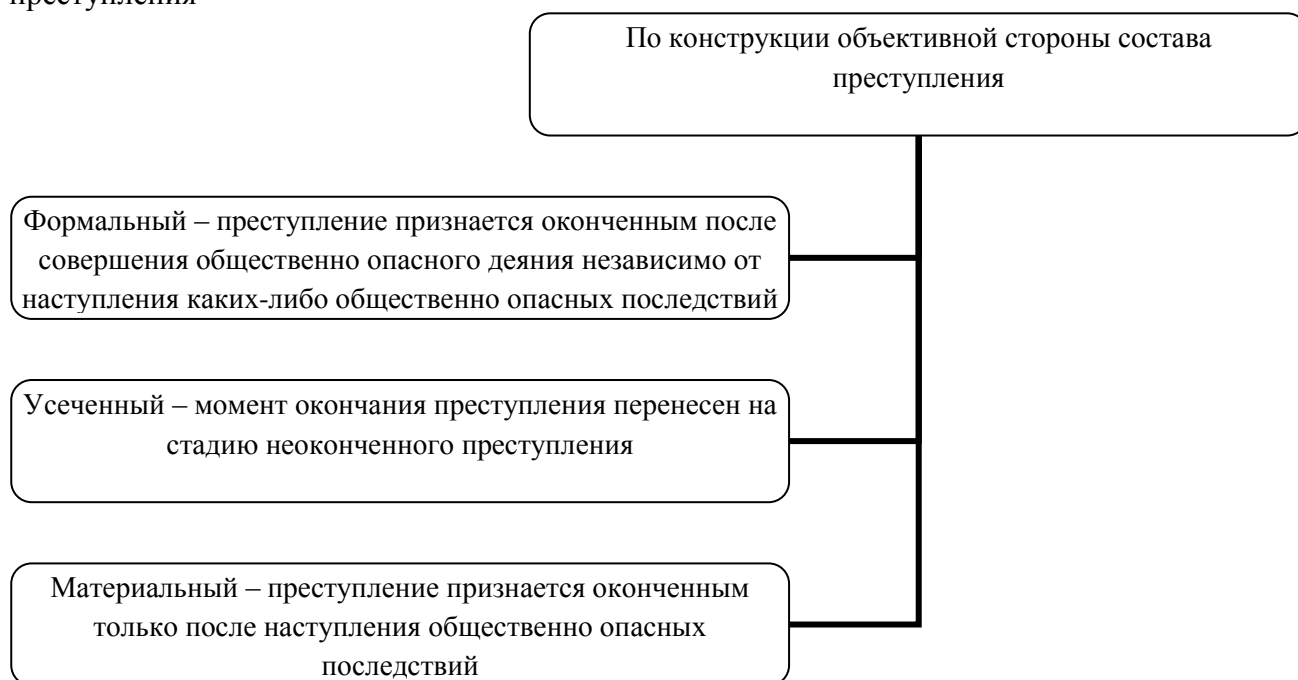 преступления
По конструкции объективной стороны состава
преступления
Формальный – преступление признается оконченным после
совершения общественно опасного деяния независимо от
наступления каких-либо общественно опасных последствий
Усеченный – момент окончания преступления перенесен на
стадию неоконченного преступления
Материальный – преступление признается оконченным
только после наступления общественно опасных
последствий